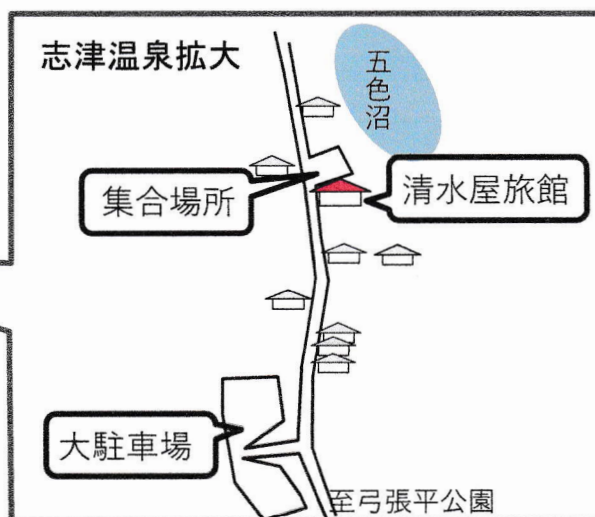 志津温泉拡大
五色沼
集合場所
清水屋旅館
大駐車場
至弓張平公園